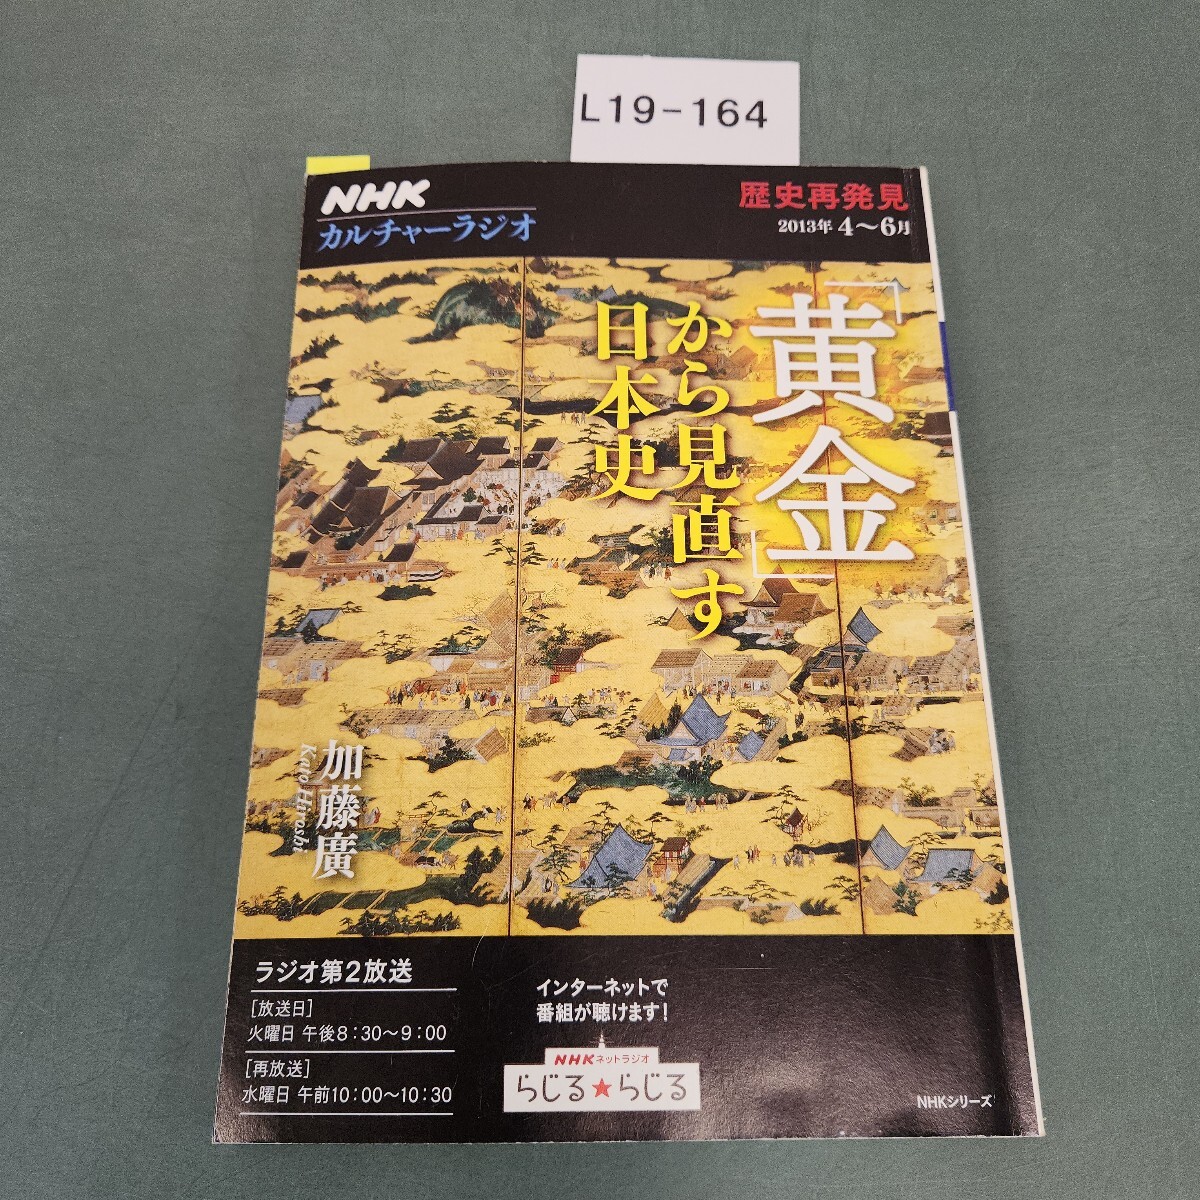 L19-164
NHK
カルチャーラジオ
歴史再発見
2013年 4～6月
「黄金」
から見直す
日本史
加藤廣
Kato Hiroshi
ラジオ第2放送
［放送日］
火曜日 午後8：30～9：00
［再放送］
水曜日 午前10：00～10：30
インターネットで
番組が聴けます！
NHKネットラジオ
らじる★らじる
NHKシリーズ